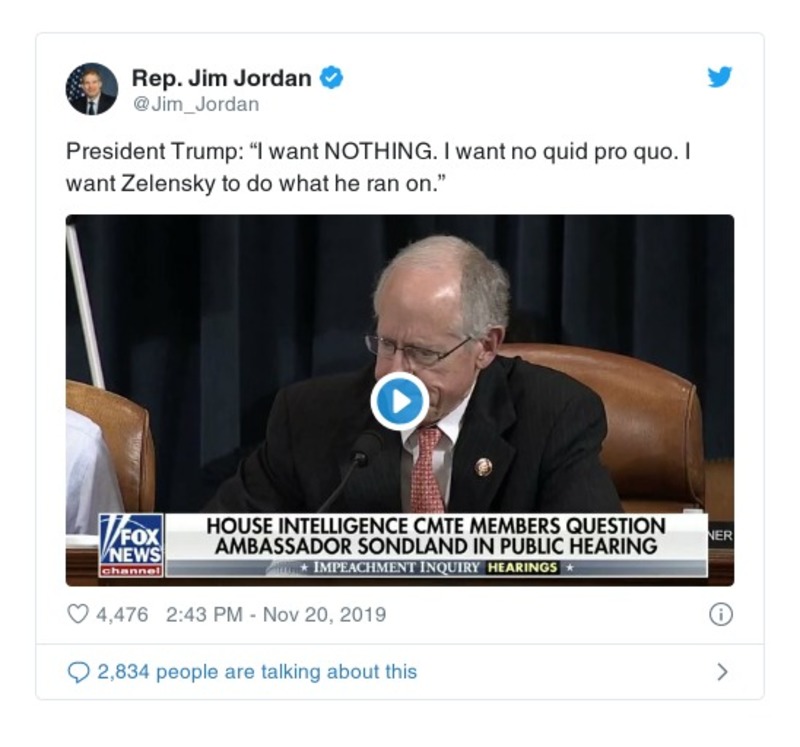 Rep. Jim Jordan
@Jim_Jordan
President Trump: “I want NOTHING. I want no quid pro quo. I
want Zelensky to do what he ran on.”
FOX
NEWS
channel
HOUSE INTELLIGENCE CMTE MEMBERS QUESTION
AMBASSADOR SONDLAND IN PUBLIC HEARING
IMPEACHMENT INQUIRY HEARINGS
NER
4,476 2:43 PM - Nov 20, 2019
2,834 people are talking about this